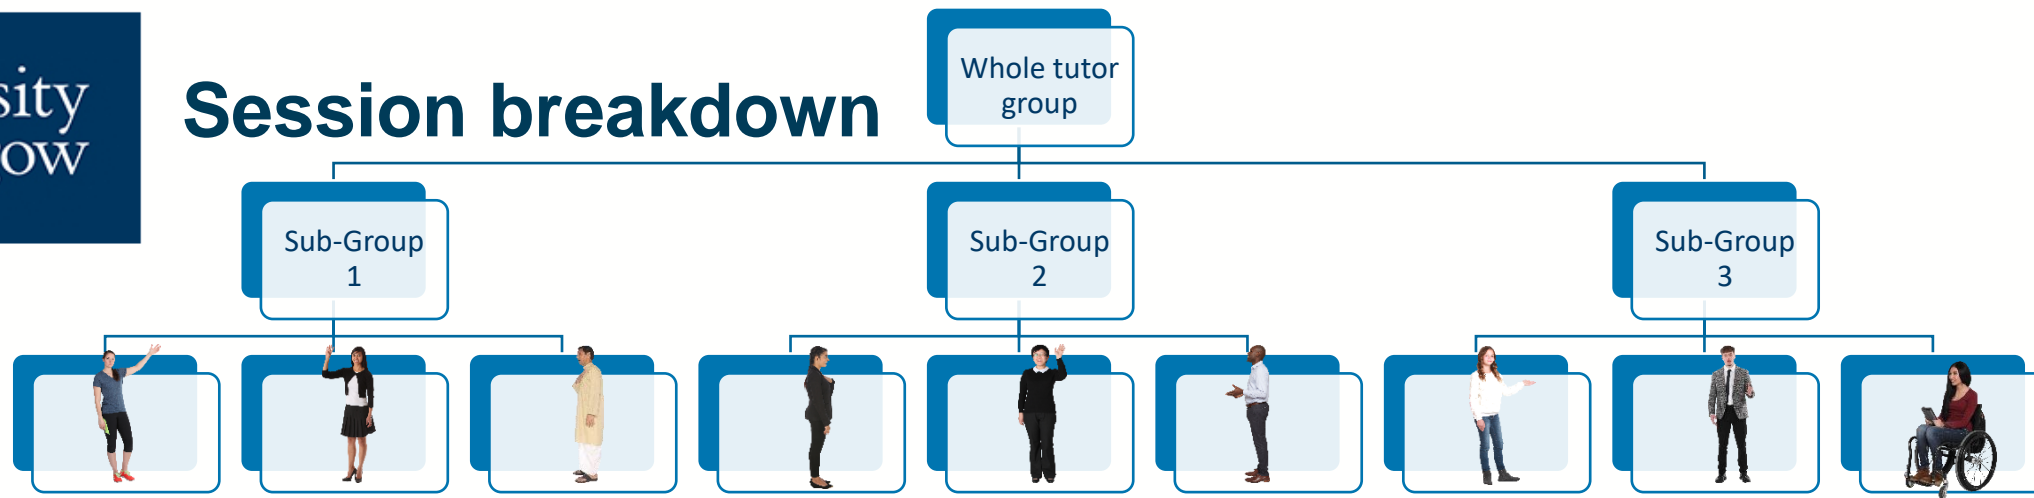 sity
ow
Session breakdown
Whole tutor
group
Sub-Group
1
Sub-Group
2
Sub-Group
3